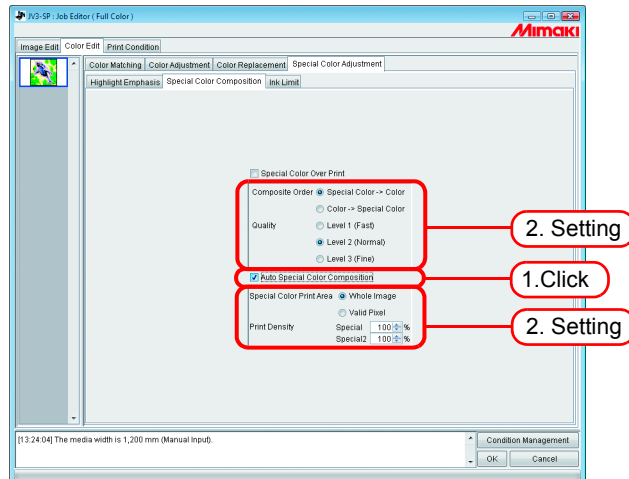 JV3-SP : Job Editor ( Full Color )
Mimaki
Image Edit Color Edit Print Condition
Color Matching Color Adjustment Color Replacement Special Color Adjustment
Highlight Emphasis Special Color Composition Ink Limit
Special Color Over Print
Composite Order Special Color -> Color
Color -> Special Color
Quality Level 1 (Fast)
Level 2 (Normal)
Level 3 (Fine)
2. Setting
Auto Special Color Composition
1.Click
Special Color Print Area Whole Image
Valid Pixel
Print Density Special 100 %
Special2 100 %
2. Setting
[13:24:04] The media width is 1,200 mm (Manual Input).
Condition Management
OK Cancel